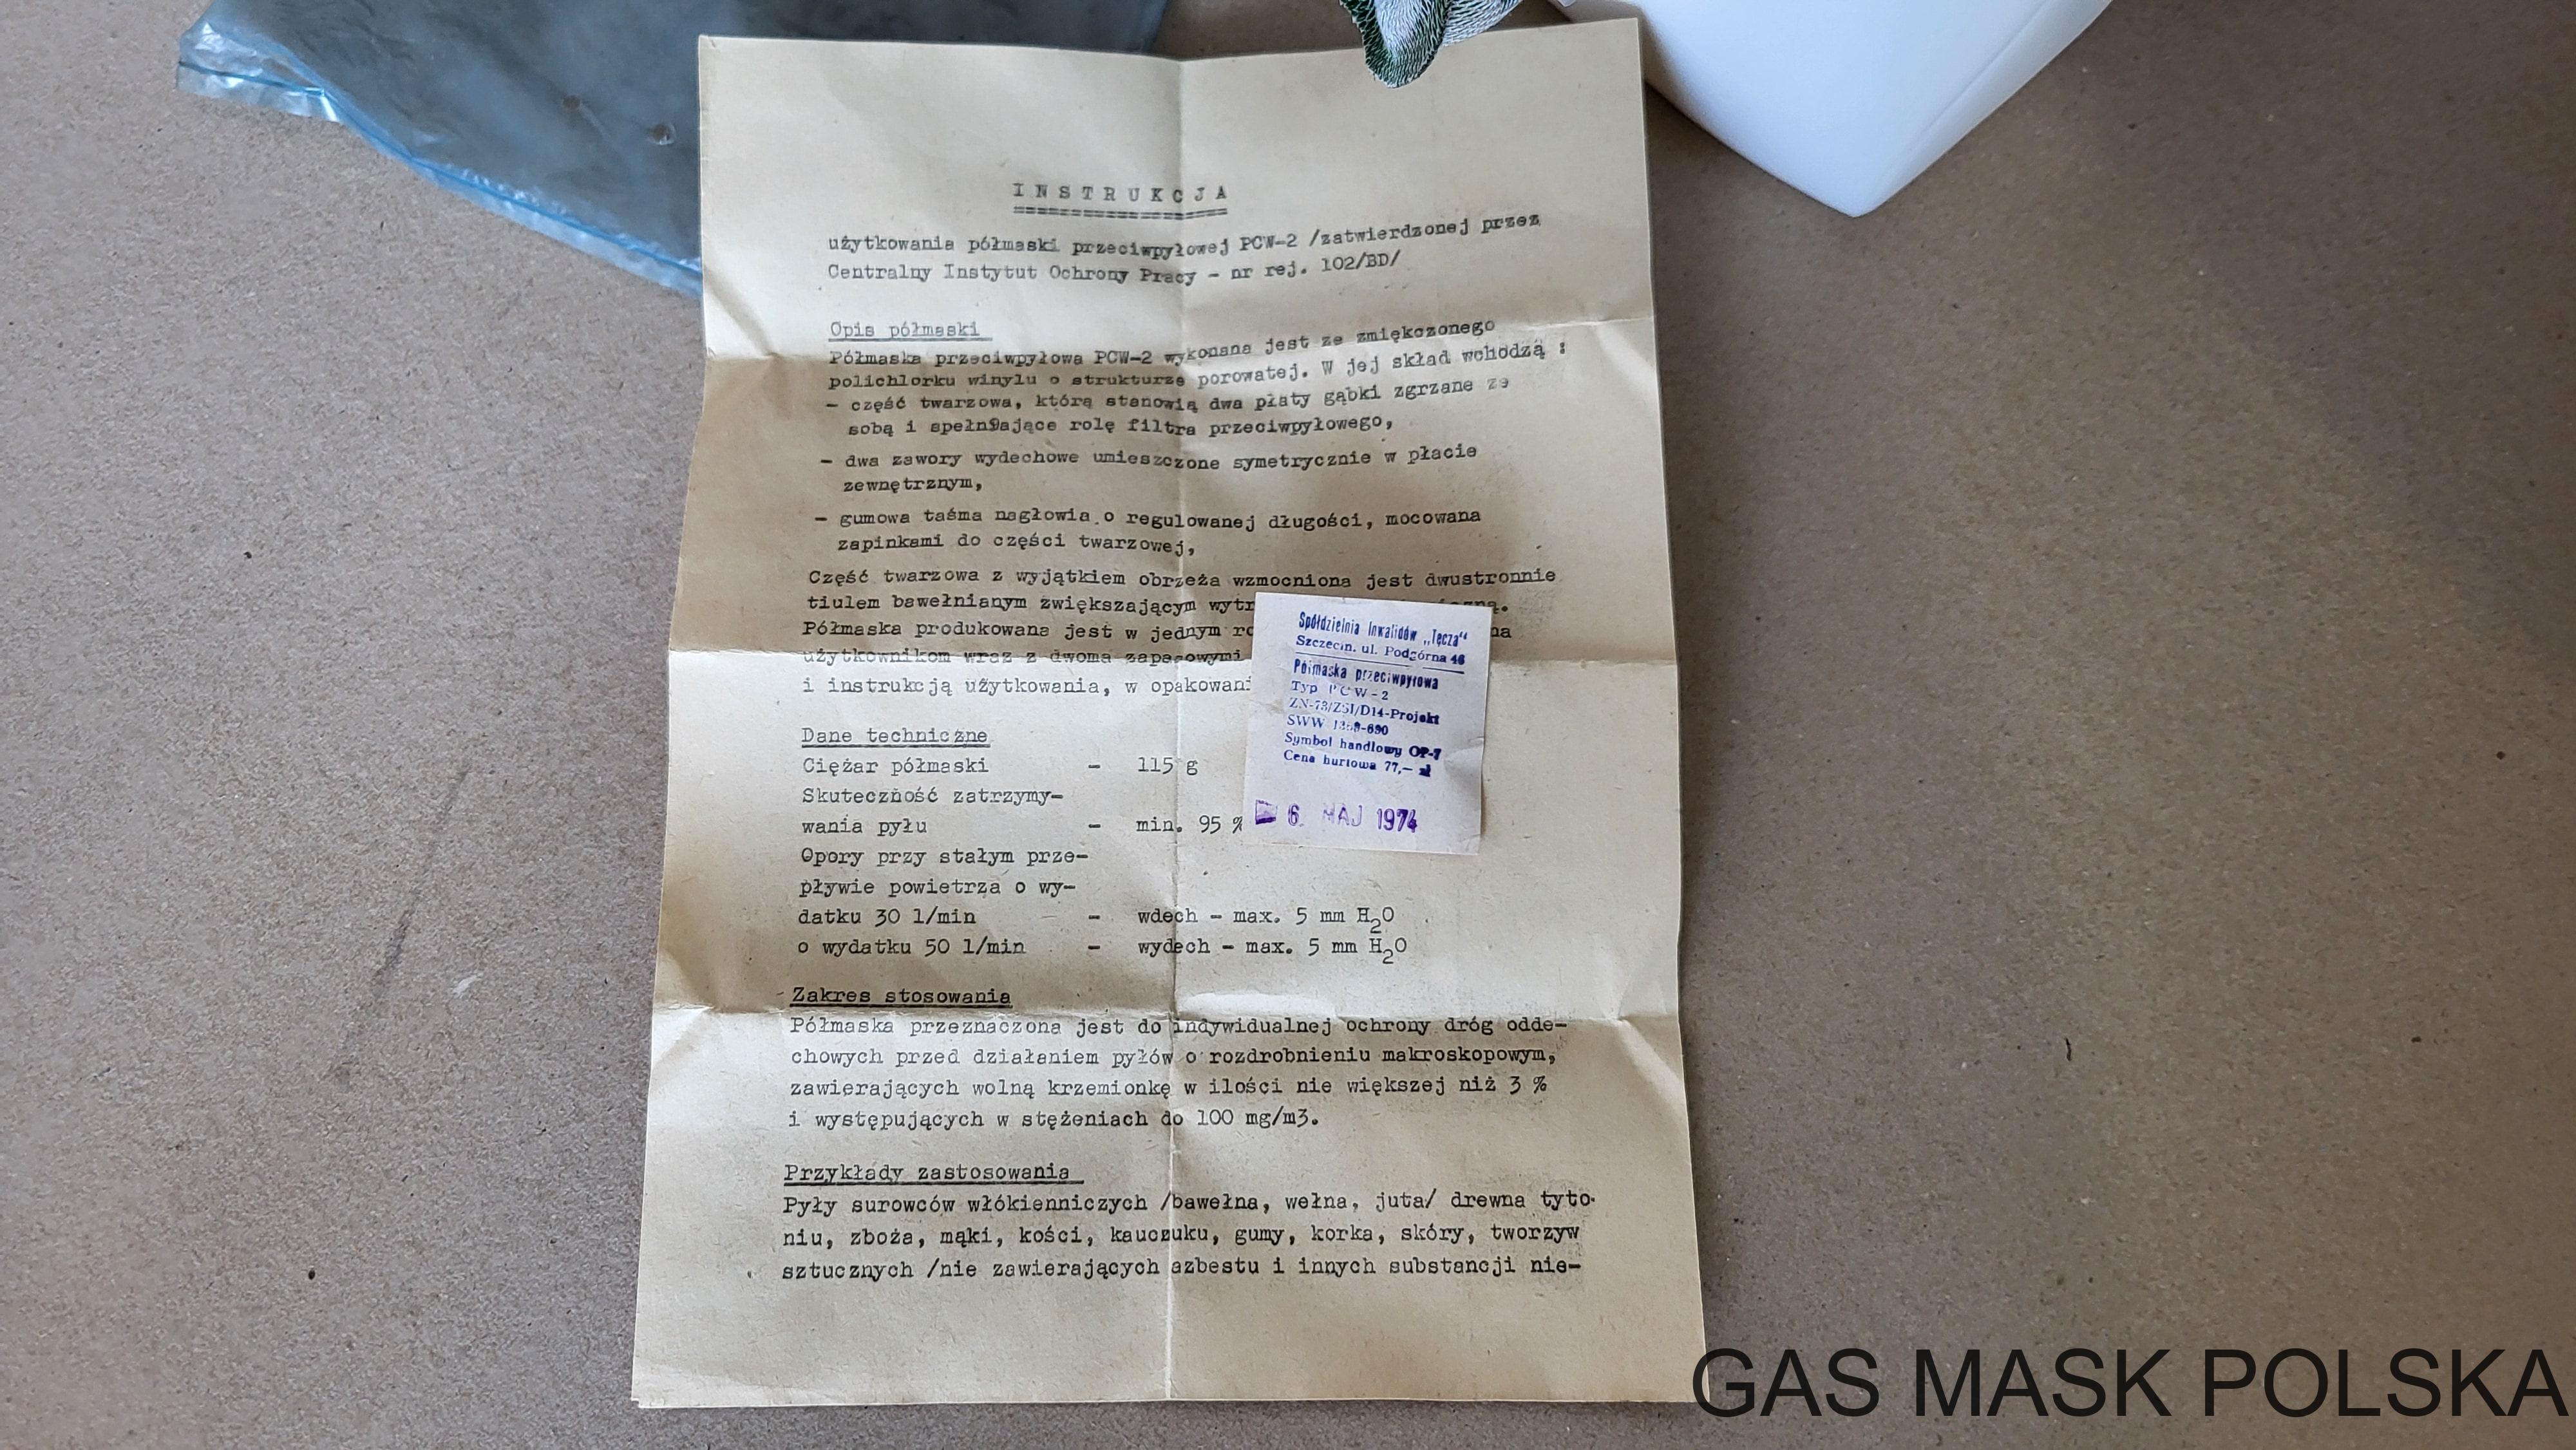 I N S T R U K C J A
użytkowania półmaski przeciwpyłowej PCW-2 /zatwierdzonej przez
Centralny Instytut Ochrony Pracy - nr rej. 102/BD/
Opis półmaski
Półmaska przeciwpyłowa PCW-2 wykonana jest ze zmiękczonego
polichlorku winylu o strukturze porowatej. W jej skład wchodzą :
- część twarzowa, którą stanowią dwa płaty gąbki zgrzane ze
sobą i spełn9ające rolę filtra przeciwpyłowego,
- dwa zawory wydechowe umieszczone symetrycznie w płacie
zewnętrznym,
- gumowa taśma nagłowia o regulowanej długości, mocowana
zapinkami do części twarzowej,
Część twarzowa z wyjątkiem obrzeża wzmocniona jest dwustronnie
tiulem bawełnianym zwiększającym
Półmaska produkowana jest w jednym
użytkownikom wraz z dwoma zapasowymi
i instrukcją użytkowania, w
Spółdzielnia Inwalidów „Tęcza"
Szczecin, ul. Podgórna 46
Półmaska przeciwpyłowa
Typ PCW-2
ZN-73/ZSI/D14-Projekt
SWW
Symbol handlowy OP-7
Cena hurtowa 77,- zł
6. MAJ 1974
Dane techniczne
Ciężar półmaski - 115 g
Skuteczność zatrzymy-
wania pyłu - min. 95 %
Opory przy stałym prze-
pływie powietrza o wy-
datku 30 l/min - wdech - max. 5 mm H₂O
o wydatku 50 l/min - wydech - max. 5 mm H₂O
Zakres stosowania
Półmaska przeznaczona jest do indywidualnej ochrony dróg odde-
chowych przed działaniem pyłów o rozdrobnieniu makroskopowym,
zawierających wolną krzemionkę w ilości nie większej niż 3 %
i występujących w stężeniach do 100 mg/m3.
Przykłady zastosowania
Pyły surowców włókienniczych /bawełna, wełna, juta/ drewna tyto-
niu, zboża, mąki, kości, kauczuku, gumy, korka, skóry, tworzyw
sztucznych /nie zawierających azbestu i innych substancji nie-
GAS MASK POLSKA